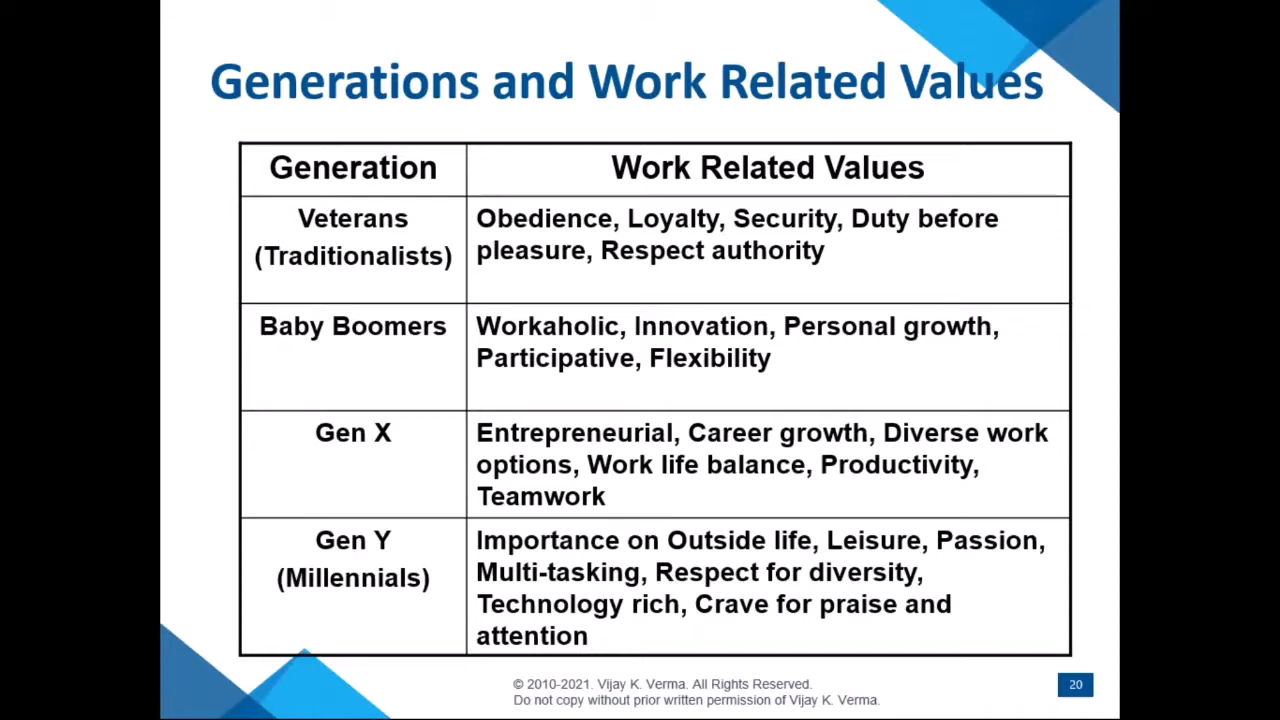 Generations and Work Related Values
Generation
Work Related Values
Veterans
(Traditionalists)
Obedience, Loyalty, Security, Duty before
pleasure, Respect authority
Baby Boomers
Workaholic, Innovation, Personal growth,
Participative, Flexibility
Gen X
Entrepreneurial, Career growth, Diverse work
options, Work life balance, Productivity,
Teamwork
Gen Y
(Millennials)
Importance on Outside life, Leisure, Passion,
Multi-tasking, Respect for diversity,
Technology rich, Crave for praise and
attention
© 2010-2021. Vijay K. Verma. All Rights Reserved.
Do not copy without prior written permission of Vijay K. Verma.
20